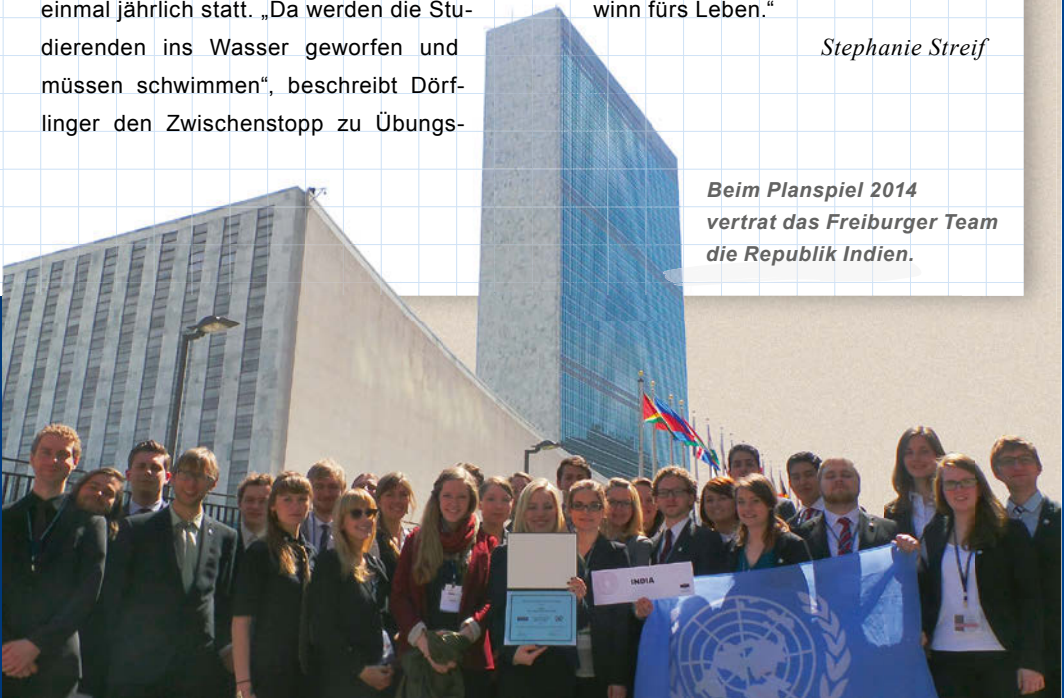 einmal jährlich statt. „Da werden die Stu-
dierenden ins Wasser geworfen und
müssen schwimmen“, beschreibt Dörf-
linger den Zwischenstopp zu Übungs-
winn fürs Leben.“
Stephanie Streif
Beim Planspiel 2014
vertrat das Freiburger Team
die Republik Indien.
INDIA